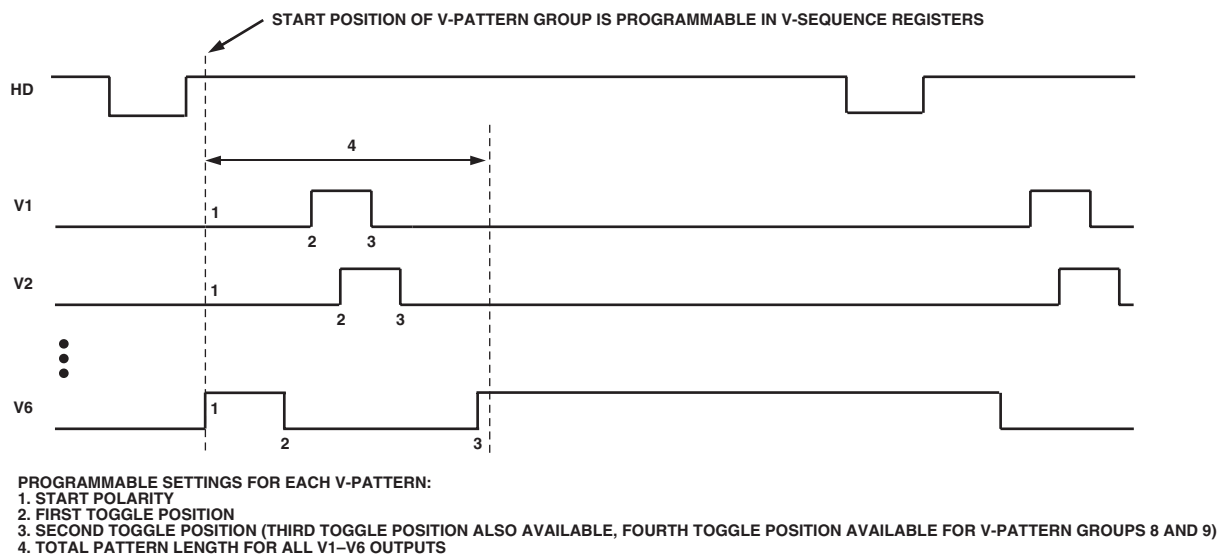 START POSITION OF V-PATTERN GROUP IS PROGRAMMABLE IN V-SEQUENCE REGISTERS
HD
4
V1
1
2 3
V2
1
2 3
V6
1
2 3
PROGRAMMABLE SETTINGS FOR EACH V-PATTERN:
1. START POLARITY
2. FIRST TOGGLE POSITION
3. SECOND TOGGLE POSITION (THIRD TOGGLE POSITION ALSO AVAILABLE, FOURTH TOGGLE POSITION AVAILABLE FOR V-PATTERN GROUPS 8 AND 9)
4. TOTAL PATTERN LENGTH FOR ALL V1–V6 OUTPUTS